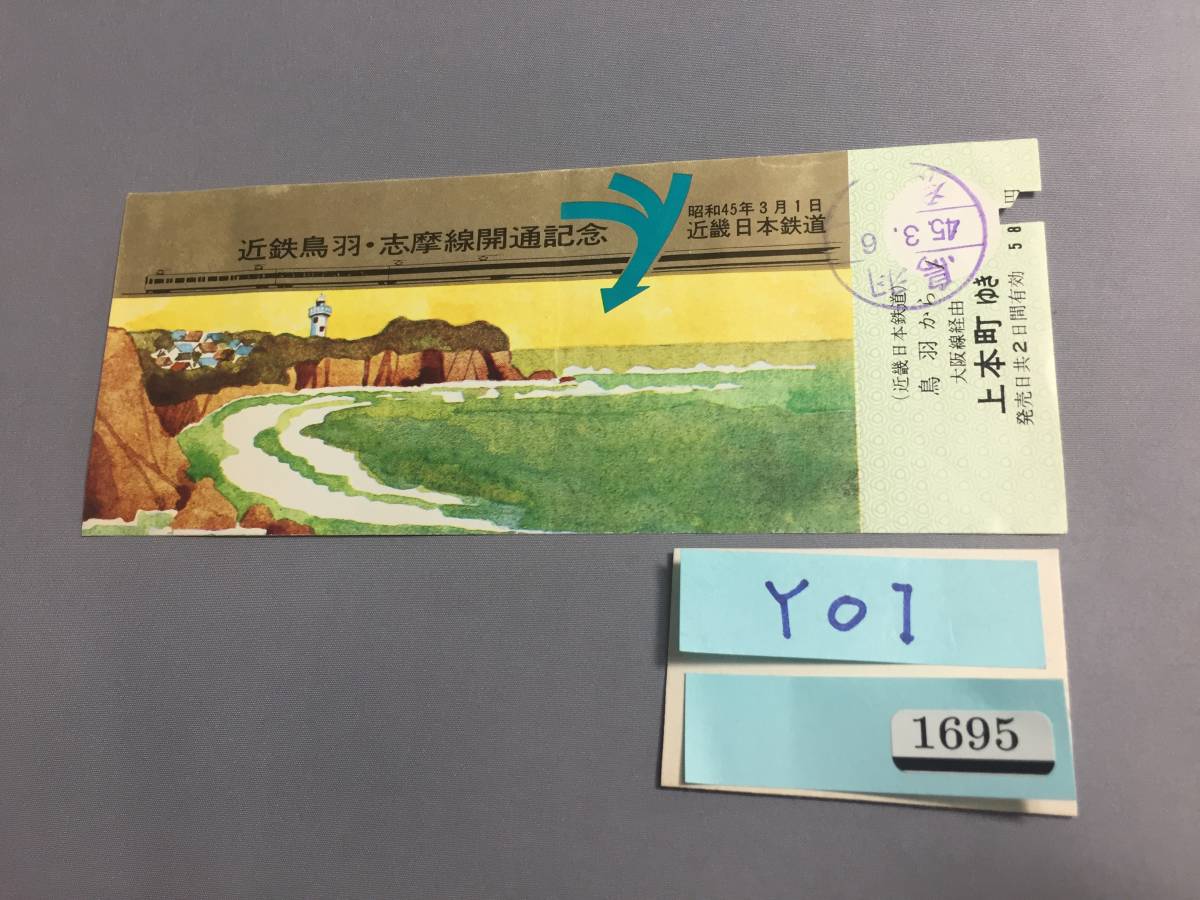 近鉄鳥羽・志摩線開通記念
昭和45年3月1日
近畿日本鉄道
(近畿日本鉄道)
鳥羽から
大阪線経由
上本町ゆき
発売日共2日間有効
58
円
45.3.
YO1
1695